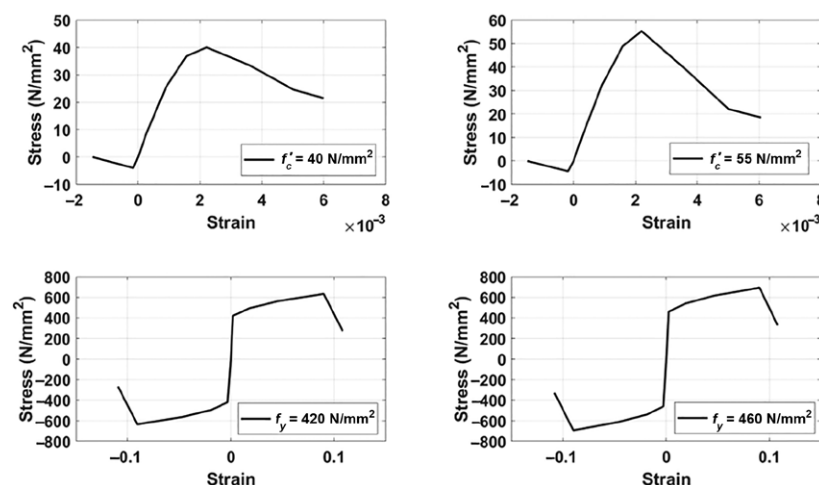 50
40
30
20
10
0
−10
Stress (N/mm²)
f′c = 40 N/mm²
−2 0 2 4 6 8
Strain
×10⁻³
60
50
40
30
20
10
0
−10
Stress (N/mm²)
f′c = 55 N/mm²
−2 0 2 4 6 8
Strain
×10⁻³
800
600
400
200
0
−200
−400
−600
−800
Stress (N/mm²)
fy = 420 N/mm²
−0.1 0 0.1
Strain
800
600
400
200
0
−200
−400
−600
−800
Stress (N/mm²)
fy = 460 N/mm²
−0.1 0 0.1
Strain